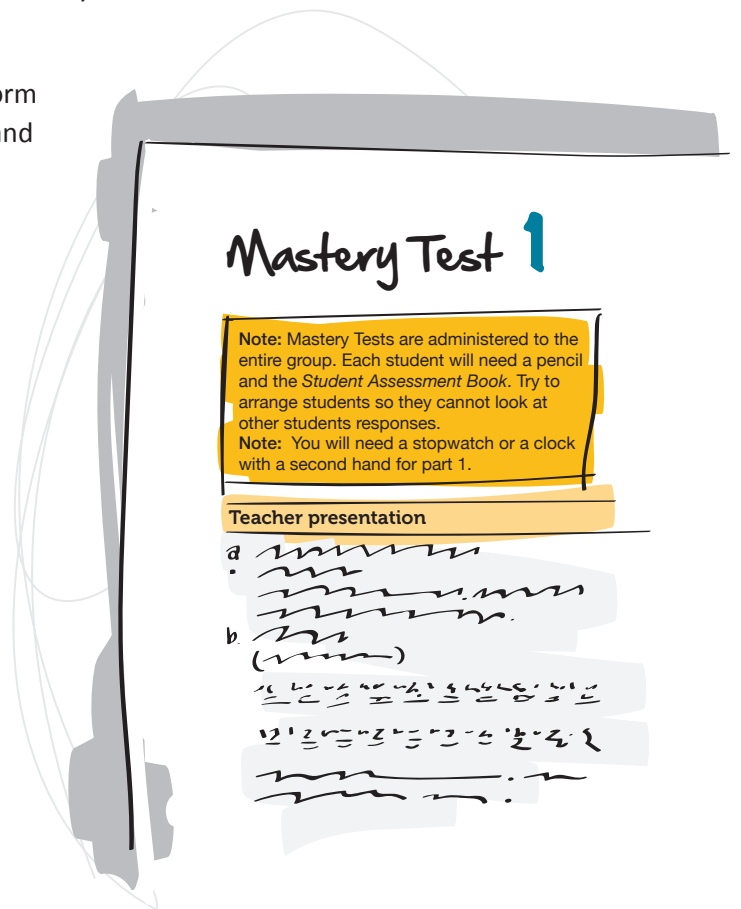 orm
and
Mastery Test 1
Note: Mastery Tests are administered to the
entire group. Each student will need a pencil
and the Student Assessment Book. Try to
arrange students so they cannot look at
other students responses.
Note: You will need a stopwatch or a clock
with a second hand for part 1.
Teacher presentation
a
b.